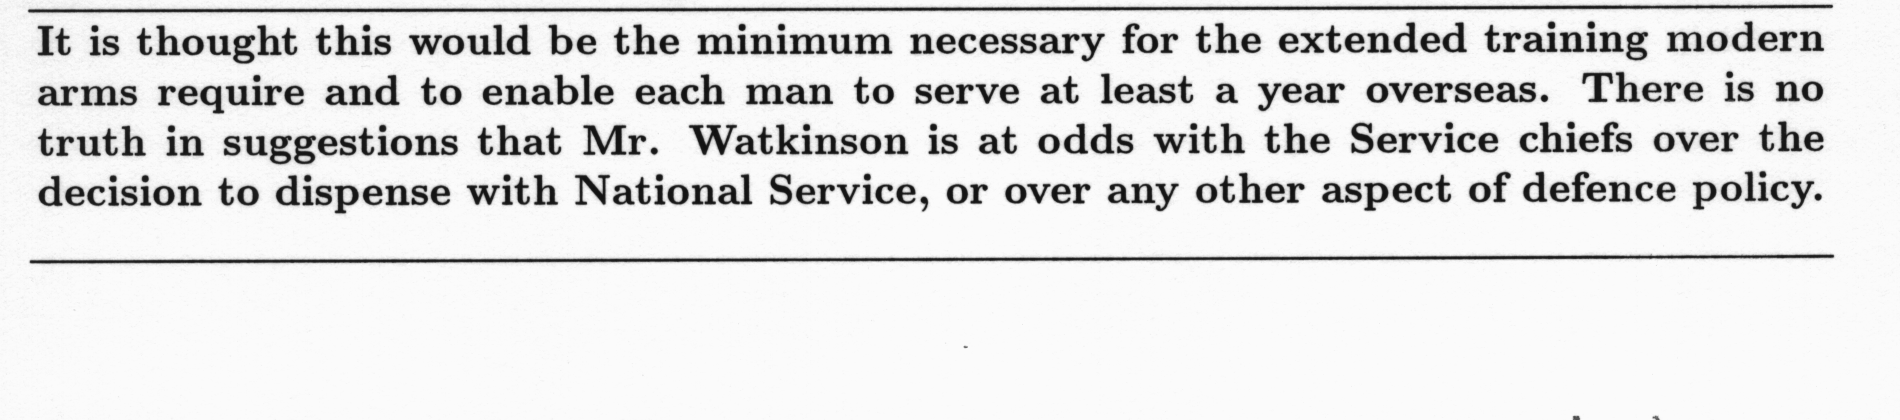 It is thought this would be the minimum necessary for the extended training modern
arms require and to enable each man to serve at least a year overseas. There is no
truth in suggestions that Mr. Watkinson is at odds with the Service chiefs over the
decision to dispense with National Service, or over any other aspect of defence policy.